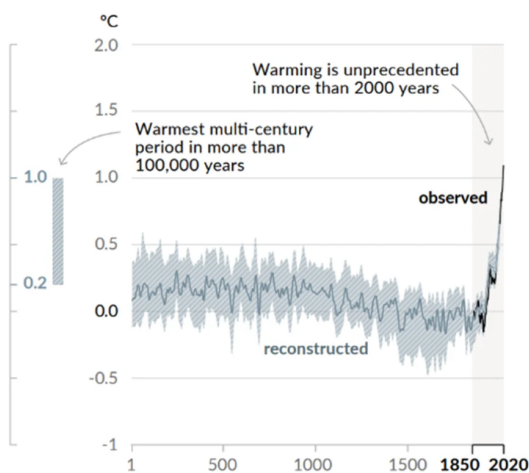 °C
2.0
Warming is unprecedented
in more than 2000 years
1.5
Warmest multi-century
period in more than
100,000 years
1.0
1.0
observed
0.5
0.2
0.0
reconstructed
-0.5
-1
1 500 1000 1500 1850 2020